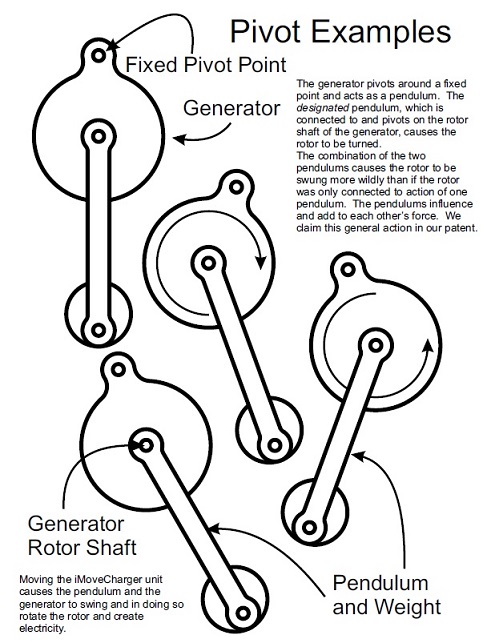 Pivot Examples
Fixed Pivot Point
Generator
The generator pivots around a fixed
point and acts as a pendulum. The
designated pendulum, which is
connected to and pivots on the rotor
shaft of the generator, causes the
rotor to be turned.
The combination of the two
pendulums causes the rotor to be
swung more wildly than if the rotor
was only connected to action of one
pendulum. The pendulums influence
and add to each other's force. We
claim this general action in our patent.
Generator
Rotor Shaft
Moving the iMoveCharger unit
causes the pendulum and the
generator to swing and in doing so
rotate the rotor and create
electricity.
Pendulum
and Weight